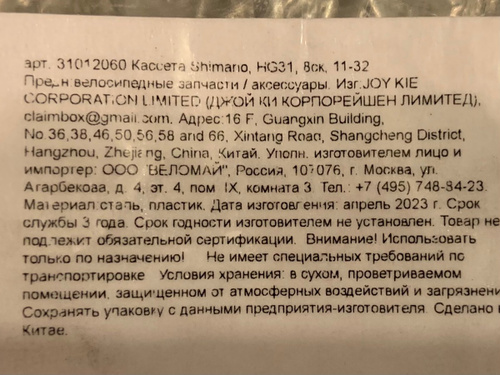 арт. 31012060 Кассета Shimano, HG31, 8ск, 11-32
Пред-н велосипедные запчасти / аксессуары. Изг.JOY KIE
CORPORATION LIMITED (ДЖОЙ КИ КОРПОРЕЙШЕН ЛИМИТЕД),
claimbox@gmail.com. Адрес:16 F, Guangxin Building,
No 36,38,46,50,56,58 and 66, Xintang Road, Shangcheng District,
Hangzhou, Zhejiang, China, Китай. Уполн. изготовителем лицо и
импортер: ООО "ВЕЛОМАЙ", Россия, 107076, г. Москва, ул.
Агарбекова, д. 4, эт. 4, пом IX, комната 3 Тел.: +7 (495) 748-84-23.
Материал сталь, пластик. Дата изготовления: апрель 2023 г. Срок
службы 3 года. Срок годности изготовителем не установлен. Товар не
подлежит обязательной сертификации. Внимание! Использовать
только по назначению! Не имеет специальных требований по
транспортировке Условия хранения: в сухом, проветриваемом
помещении, защищенном от атмосферных воздействий и загрязнени
Сохранять упаковку с данными предприятия-изготовителя. Сделано в
Китае.